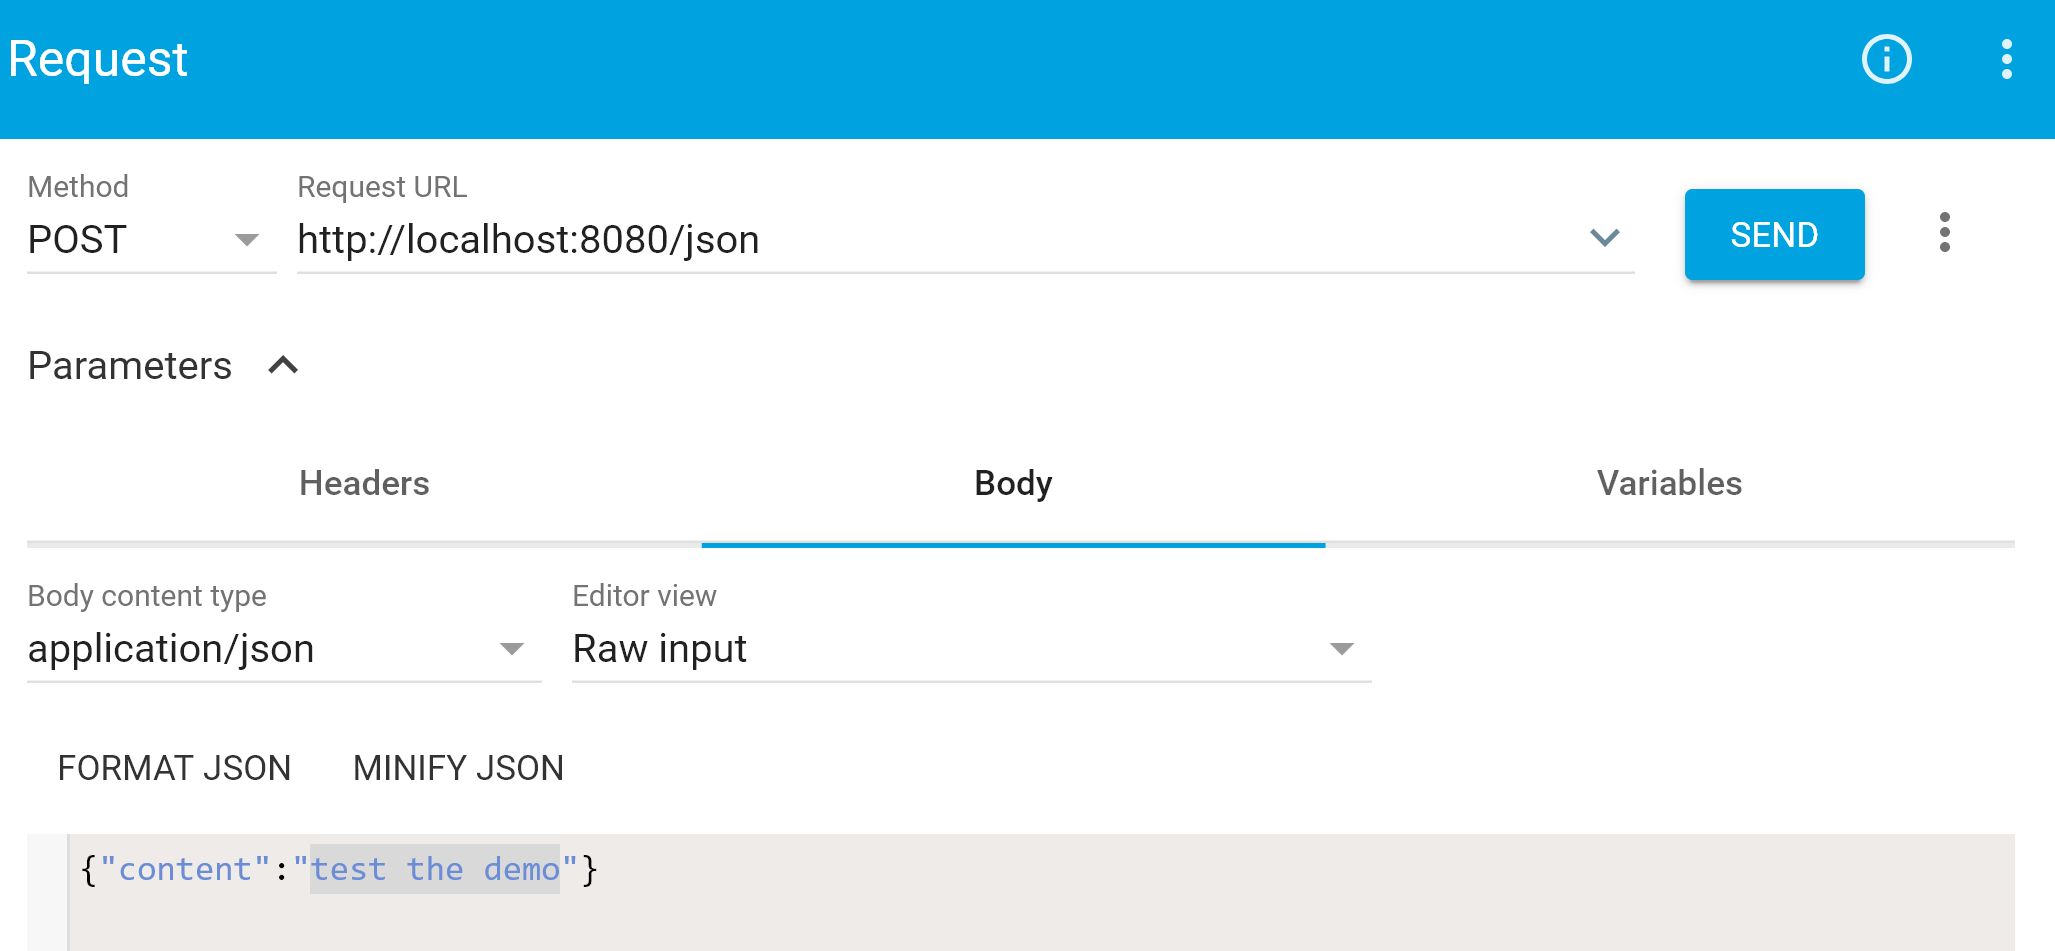 Request
Method
Request URL
POST
http://localhost:8080/json
SEND
Parameters
Headers
Body
Variables
Body content type
Editor view
application/json
Raw input
FORMAT JSON
MINIFY JSON
{"content":"test the demo"}